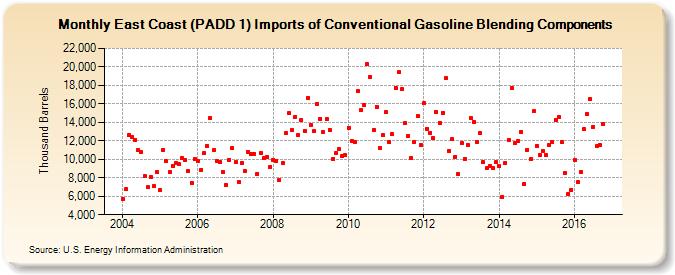 Monthly East Coast (PADD 1) Imports of Conventional Gasoline Blending Components
Thousand Barrels
22,000
20,000
18,000
16,000
14,000
12,000
10,000
8,000
6,000
4,000
2004 2006 2008 2010 2012 2014 2016
Source: U.S. Energy Information Administration